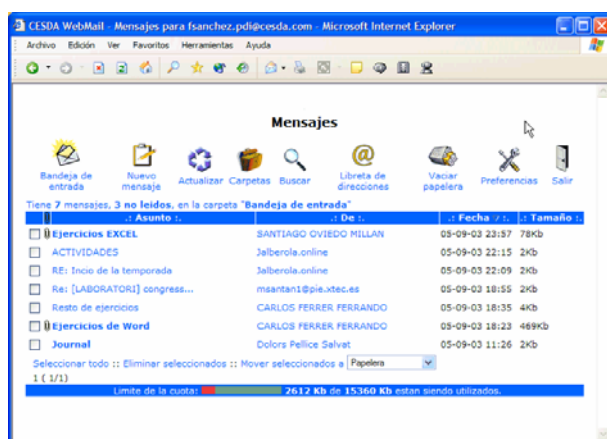 CESDA WebMail - Mensajes para fsanchez.pdi@cesda.com - Microsoft Internet Explorer
Archivo Edición Ver Favoritos Herramientas Ayuda
Mensajes
Bandeja de entrada Nuevo mensaje Actualizar Carpetas Buscar Libreta de direcciones Vaciar papelera Preferencias Salir
Tiene 7 mensajes, 3 no leidos, en la carpeta "Bandeja de entrada"
.: Asunto :. .: De :. .: Fecha :. .: Tamaño :.
Ejercicios EXCEL SANTIAGO OVIEDO MILLAN 05-09-03 23:57 78Kb
ACTIVIDADES Jalberola.online 05-09-03 22:15 2Kb
RE: Incio de la temporada Jalberola.online 05-09-03 22:09 2Kb
Re: [LABORATORI] congress... msantan1@pie.xtec.es 05-09-03 18:55 2Kb
Resto de ejercicios CARLOS FERRER FERRANDO 05-09-03 18:35 4Kb
Ejercicios de Word CARLOS FERRER FERRANDO 05-09-03 18:23 469Kb
Journal Dolors Pellice Salvat 05-09-03 11:26 2Kb
Seleccionar todo :: Eliminar seleccionados :: Mover seleccionados a Papelera
1 ( 1/1)
Limite de la cuota: 2612 Kb de 15360 Kb estan siendo utilizados.